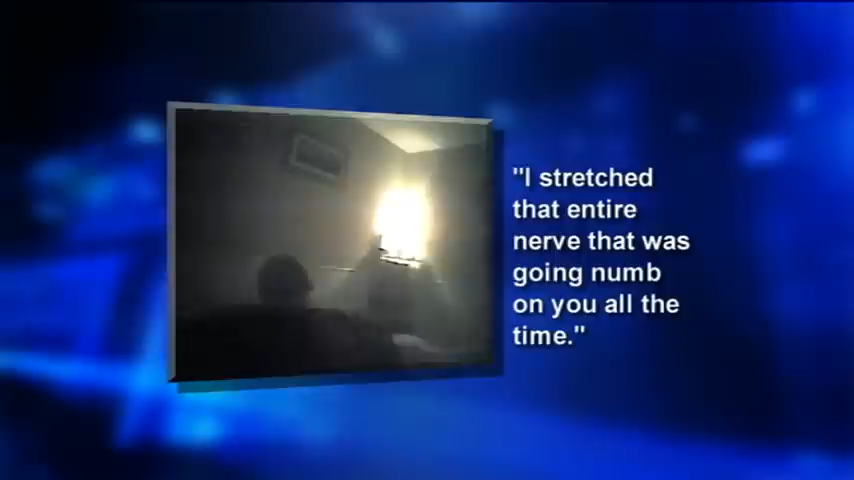 "I stretched
that entire
nerve that was
going numb
on you all the
time."